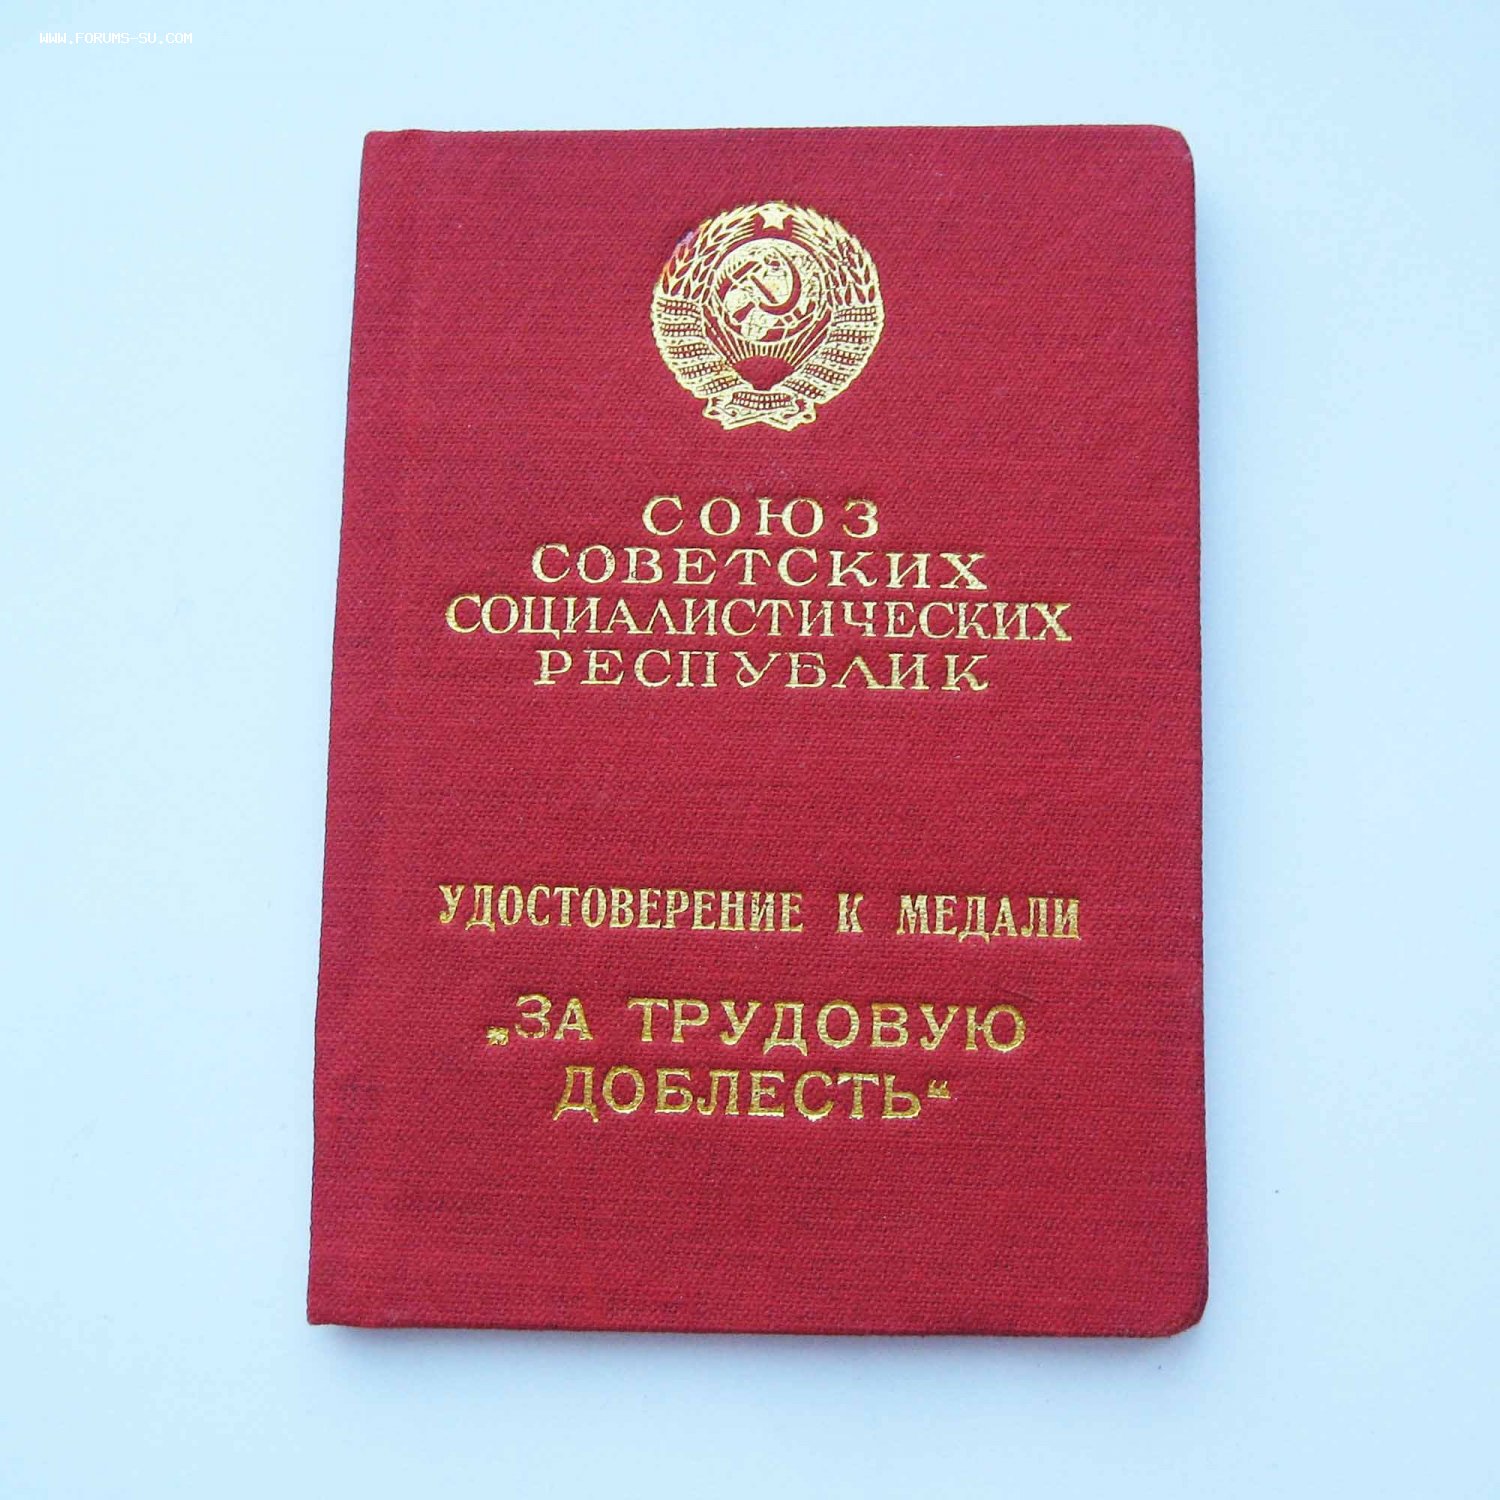 WWW.FORUMS-SU.COM
СОЮЗ
СОВЕТСКИХ
СОЦИАЛИСТИЧЕСКИХ
РЕСПУБЛИК
УДОСТОВЕРЕНИЕ К МЕДАЛИ
„ЗА ТРУДОВУЮ
ДОБЛЕСТЬ“